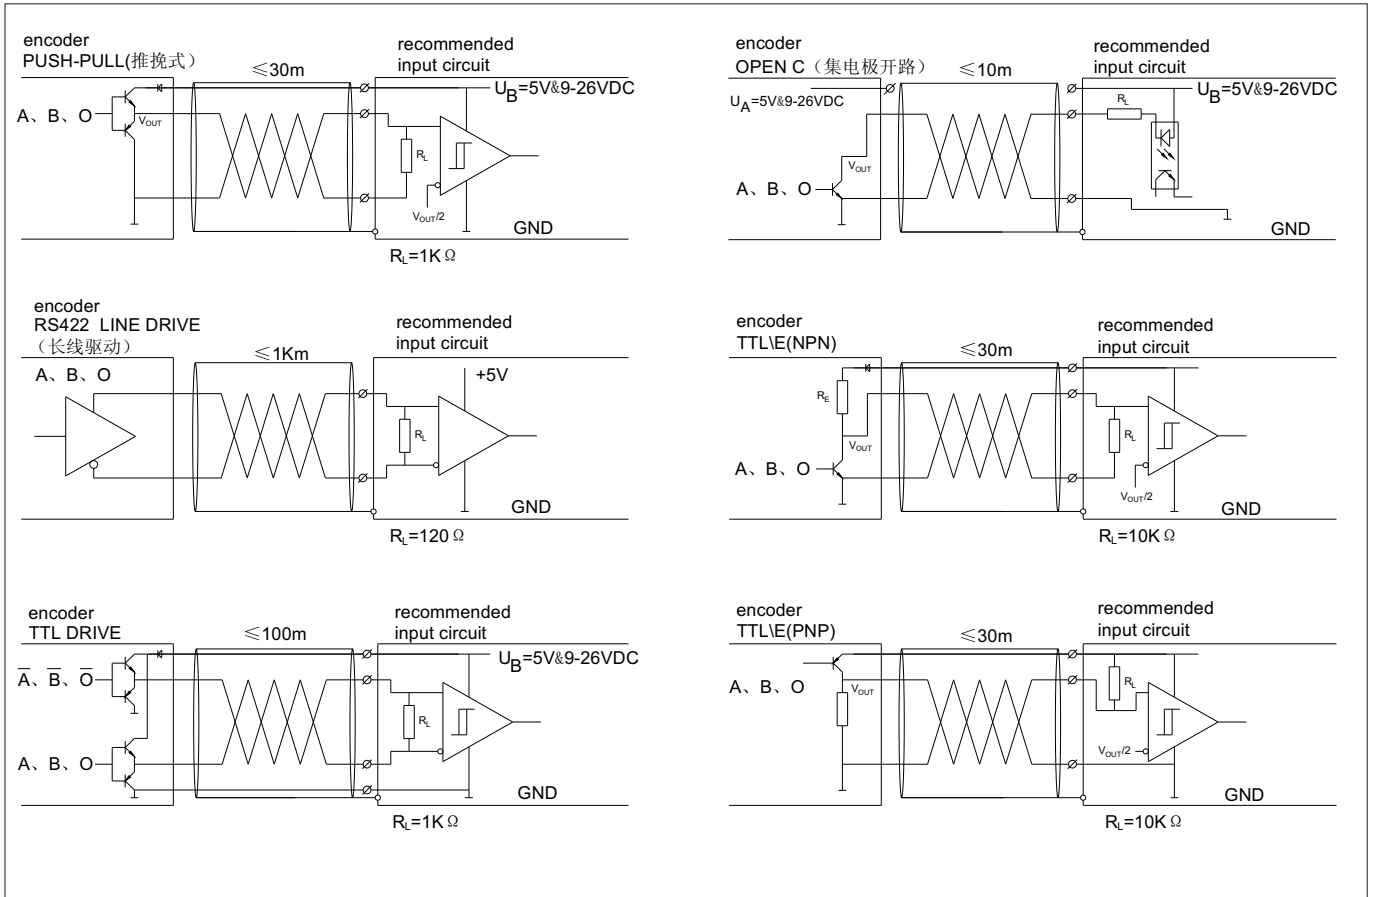 encoder
PUSH-PULL(推挽式)
≤30m
recommended
input circuit
U_B=5V&9-26VDC
A、B、O
V_OUT
R_L
V_OUT/2
GND
R_L=1K Ω
encoder
OPEN C（集电极开路）
≤10m
recommended
input circuit
U_A=5V&9-26VDC
U_B=5V&9-26VDC
R_L
V_OUT
A、B、O
GND
encoder
RS422 LINE DRIVE
（长线驱动）
≤1Km
recommended
input circuit
A、B、O
+5V
R_L
GND
R_L=120 Ω
encoder
TTL\E(NPN)
≤30m
recommended
input circuit
R_E
V_OUT
R_L
A、B、O
V_OUT/2
GND
R_L=10K Ω
encoder
TTL DRIVE
≤100m
recommended
input circuit
U_B=5V&9-26VDC
A̅、B̅、O̅
R_L
A、B、O
GND
R_L=1K Ω
encoder
TTL\E(PNP)
≤30m
recommended
input circuit
A、B、O
V_OUT
R_L
V_OUT/2
GND
R_L=10K Ω